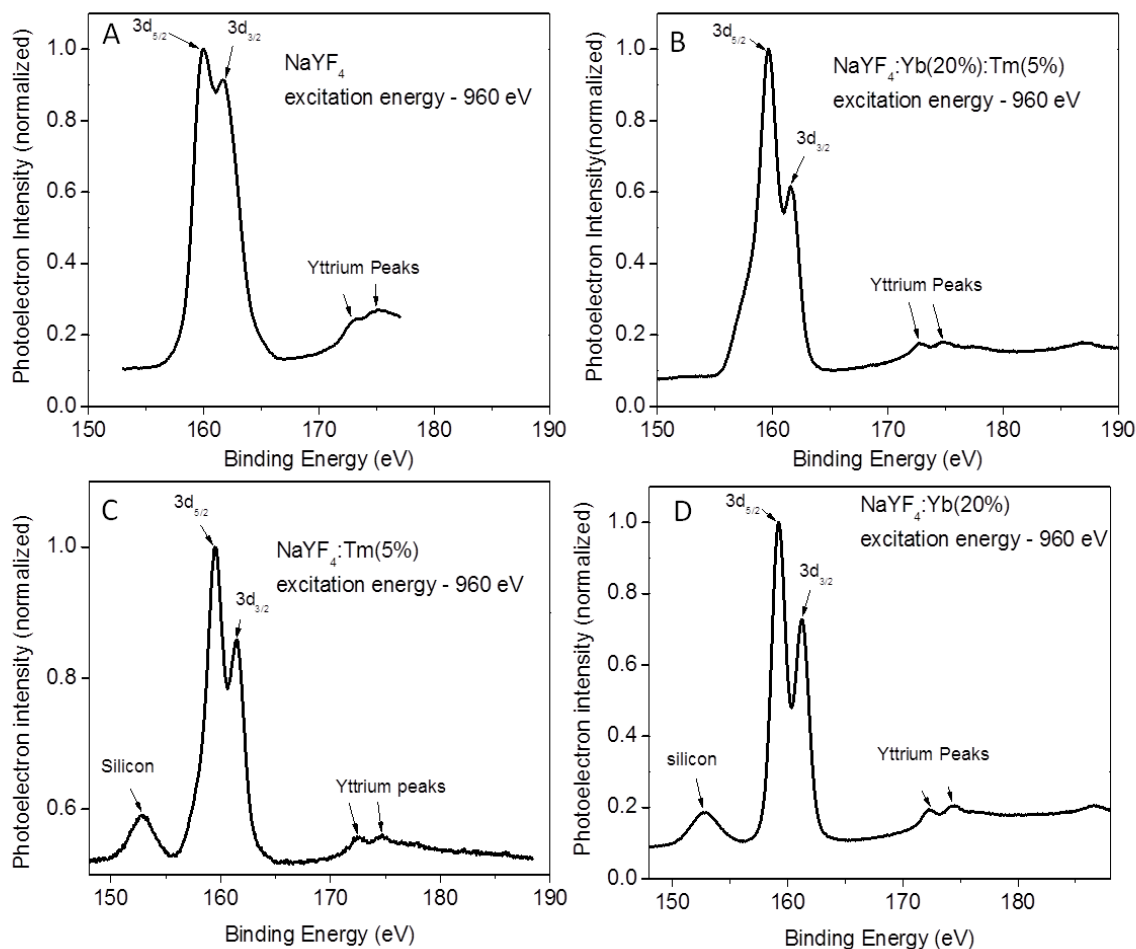 A
3d5/2
3d3/2
NaYF4
excitation energy - 960 eV
Yttrium Peaks
Photoelectron Intensity (normalized)
1.0
0.8
0.6
0.4
0.2
0.0
150 160 170 180 190
Binding Energy (eV)
B
3d5/2
NaYF4:Yb(20%):Tm(5%)
excitation energy - 960 eV
3d3/2
Yttrium Peaks
Photoelectron Intensity(normalized)
1.0
0.8
0.6
0.4
0.2
0.0
150 160 170 180 190
Binding Energy (eV)
C
3d5/2
NaYF4:Tm(5%)
excitation energy - 960 eV
3d3/2
Silicon
Yttrium peaks
Photoelectron intensity (normalized)
1.0
0.8
0.6
150 160 170 180 190
Binding Energy (eV)
D
3d5/2
NaYF4:Yb(20%)
excitation energy - 960 eV
3d3/2
silicon
Yttrium Peaks
Photoelectron intensity (normalized)
1.0
0.8
0.6
0.4
0.2
0.0
150 160 170 180
Binding Energy (eV)